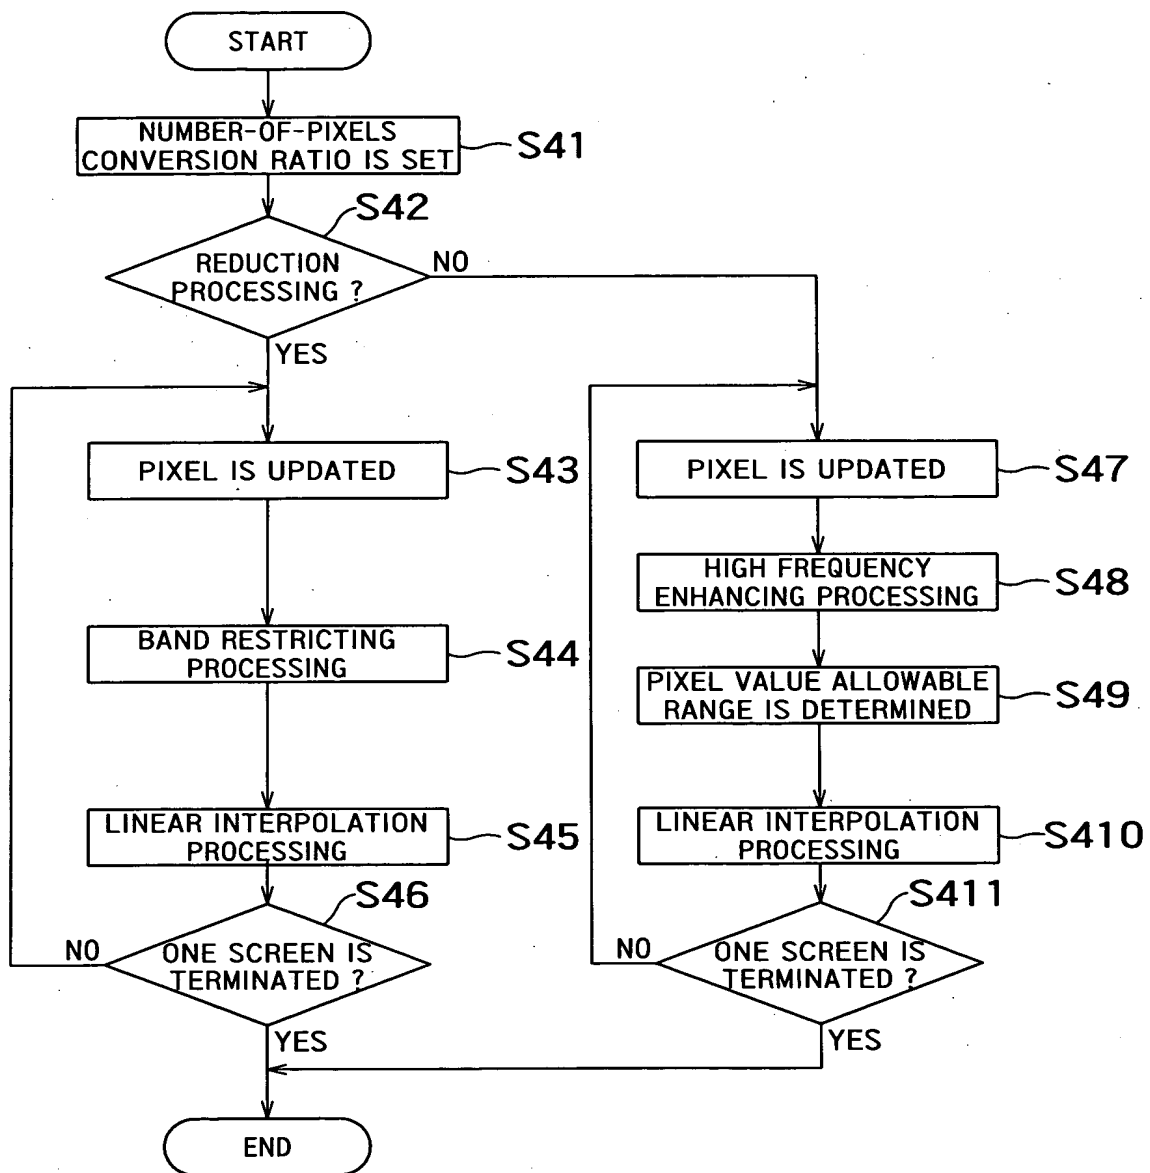 START
NUMBER-OF-PIXELS
CONVERSION RATIO IS SET
S41
S42
REDUCTION
PROCESSING ?
NO
YES
PIXEL IS UPDATED
S43
BAND RESTRICTING
PROCESSING
S44
LINEAR INTERPOLATION
PROCESSING
S45
S46
ONE SCREEN IS
TERMINATED ?
NO
YES
PIXEL IS UPDATED
S47
HIGH FREQUENCY
ENHANCING PROCESSING
S48
PIXEL VALUE ALLOWABLE
RANGE IS DETERMINED
S49
LINEAR INTERPOLATION
PROCESSING
S410
S411
ONE SCREEN IS
TERMINATED ?
NO
YES
END